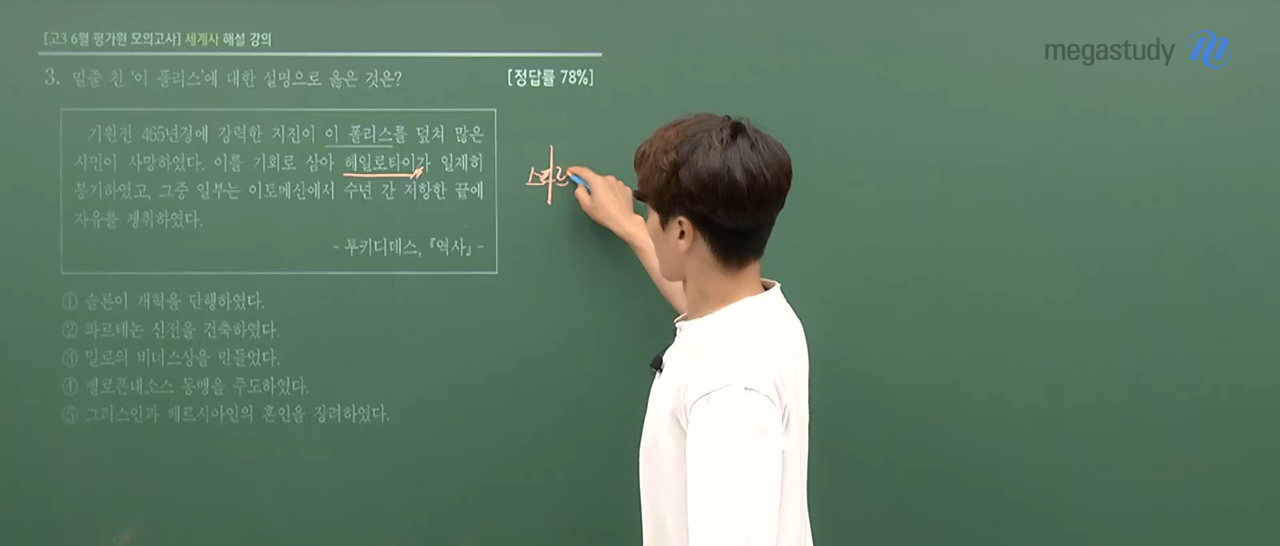 [고3 6월 평가원 모의고사] 세계사 해설 강의
megastudy
3. 밑줄 친 '이 폴리스'에 대한 설명으로 옳은 것은?
[정답률 78%]
기원전 465년경에 강력한 지진이 이 폴리스를 덮쳐 많은
시민이 사망하였다. 이를 기회로 삼아 헤일로타이가 일제히
봉기하였고, 그중 일부는 이토메산에서 수년 간 저항한 끝에
자유를 쟁취하였다.
- 투키디데스, 『역사』 -
스파르
① 솔론이 개혁을 단행하였다.
② 파르테논 신전을 건축하였다.
③ 밀로의 비너스상을 만들었다.
④ 펠로폰네소스 동맹을 주도하였다.
⑤ 그리스인과 페르시아인의 혼인을 장려하였다.